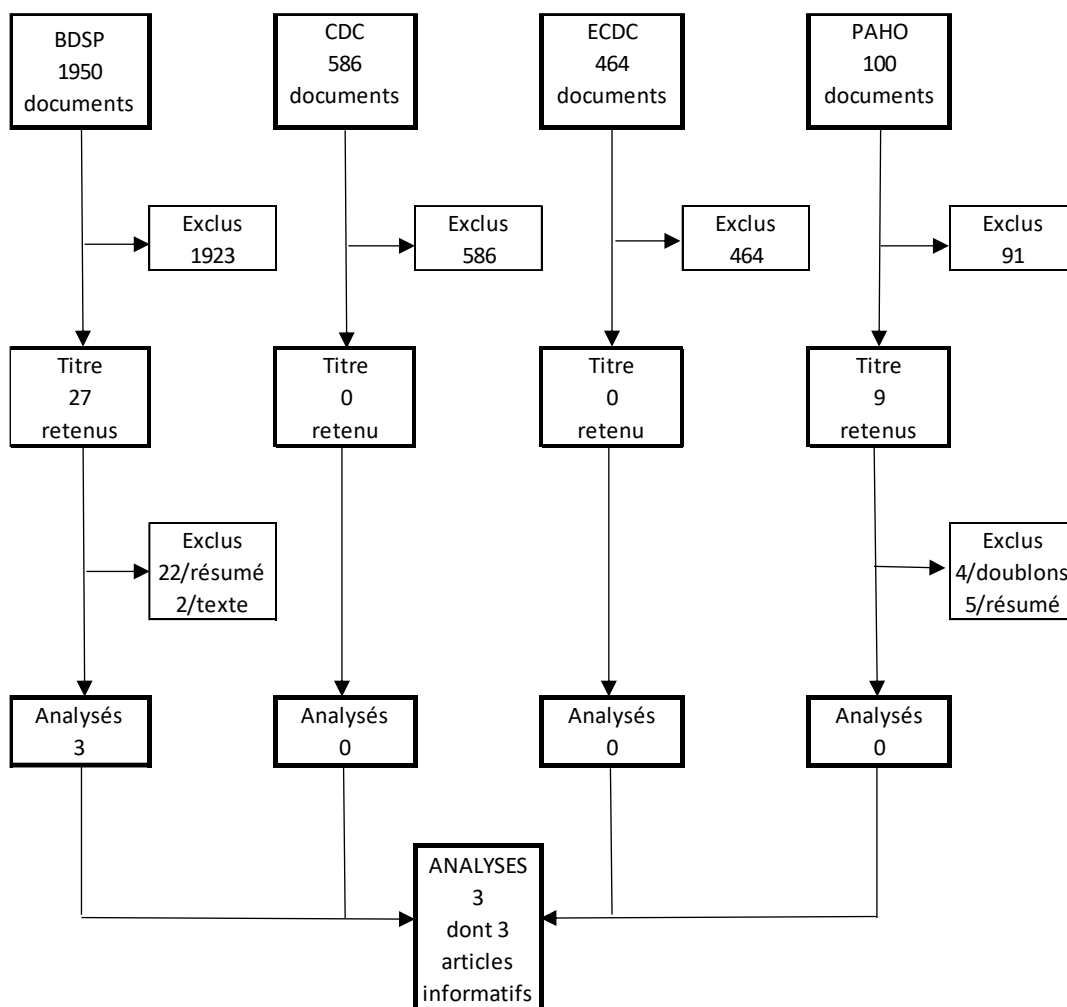 BDSP
1950
documents
CDC
586
documents
ECDC
464
documents
PAHO
100
documents
Exclus
1923
Exclus
586
Exclus
464
Exclus
91
Titre
27
retenus
Titre
0
retenu
Titre
0
retenu
Titre
9
retenus
Exclus
22/résumé
2/texte
Exclus
4/doublons
5/résumé
Analysés
3
Analysés
0
Analysés
0
Analysés
0
ANALYSES
3
dont 3
articles
informatifs